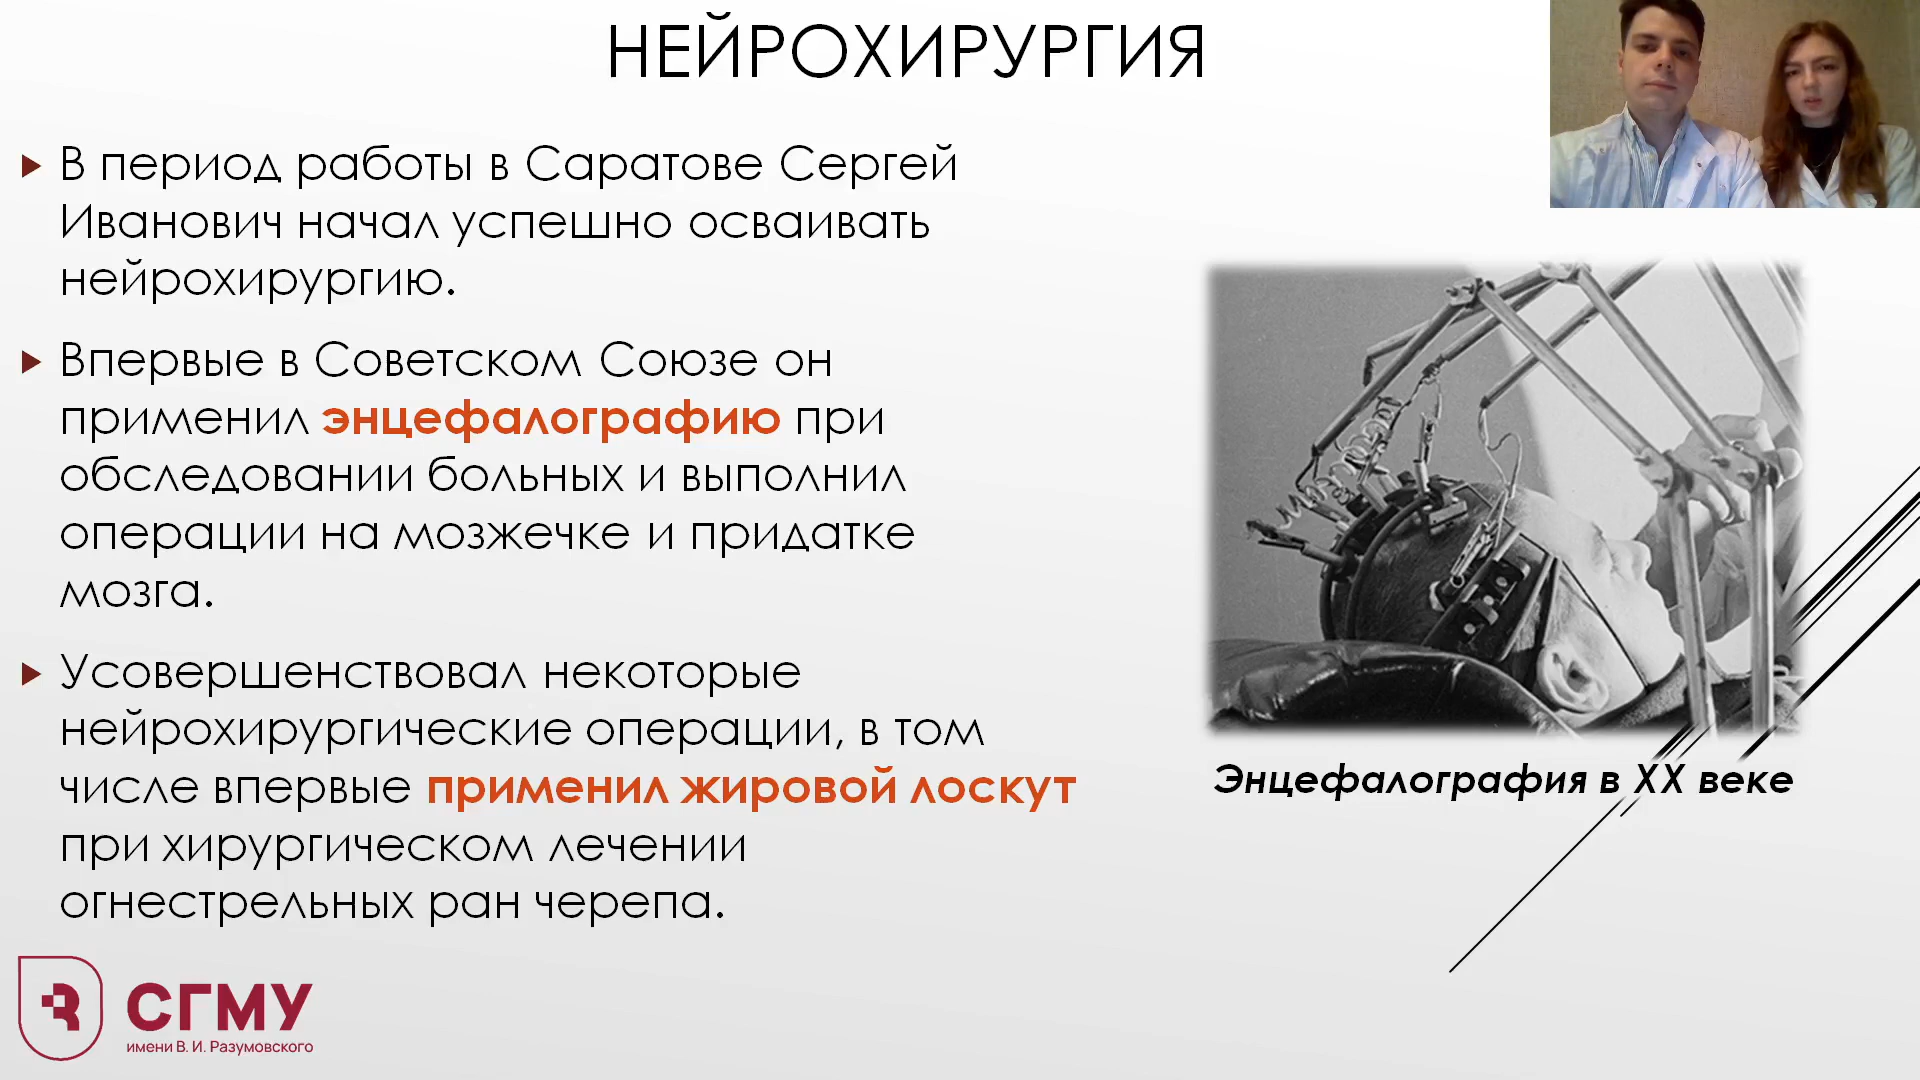 НЕЙРОХИРУРГИЯ
В период работы в Саратове Сергей
Иванович начал успешно осваивать
нейрохирургию.
Впервые в Советском Союзе он
применил энцефалографию при
обследовании больных и выполнил
операции на мозжечке и придатке
мозга.
Усовершенствовал некоторые
нейрохирургические операции, в том
числе впервые применил жировой лоскут
при хирургическом лечении
огнестрельных ран черепа.
Энцефалография в XX веке
СГМУ
имени В. И. Разумовского